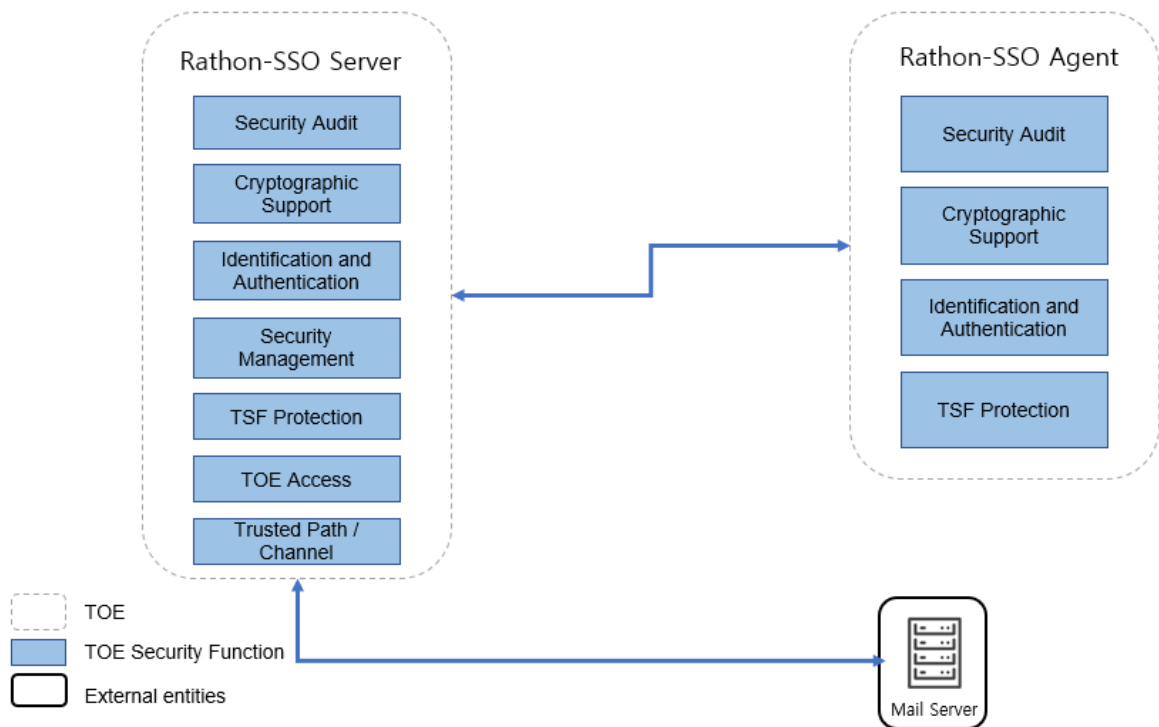 Rathon-SSO Server
Security Audit
Cryptographic
Support
Identification and
Authentication
Security
Management
TSF Protection
TOE Access
Trusted Path /
Channel
Rathon-SSO Agent
Security Audit
Cryptographic
Support
Identification and
Authentication
TSF Protection
TOE
TOE Security Function
External entities
Mail Server